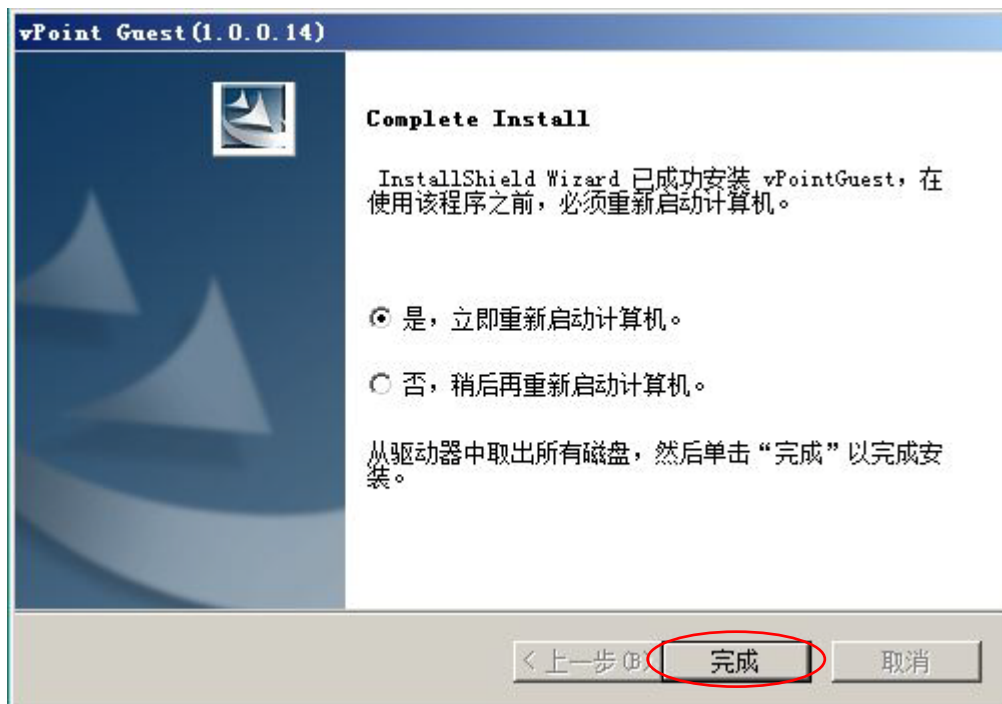 vPoint Guest(1.0.0.14)
Complete Install
InstallShield Wizard 已成功安装 vPointGuest，在
使用该程序之前，必须重新启动计算机。
是，立即重新启动计算机。
否，稍后再重新启动计算机。
从驱动器中取出所有磁盘，然后单击“完成”以完成安
装。
< 上一步(B) 完成 取消